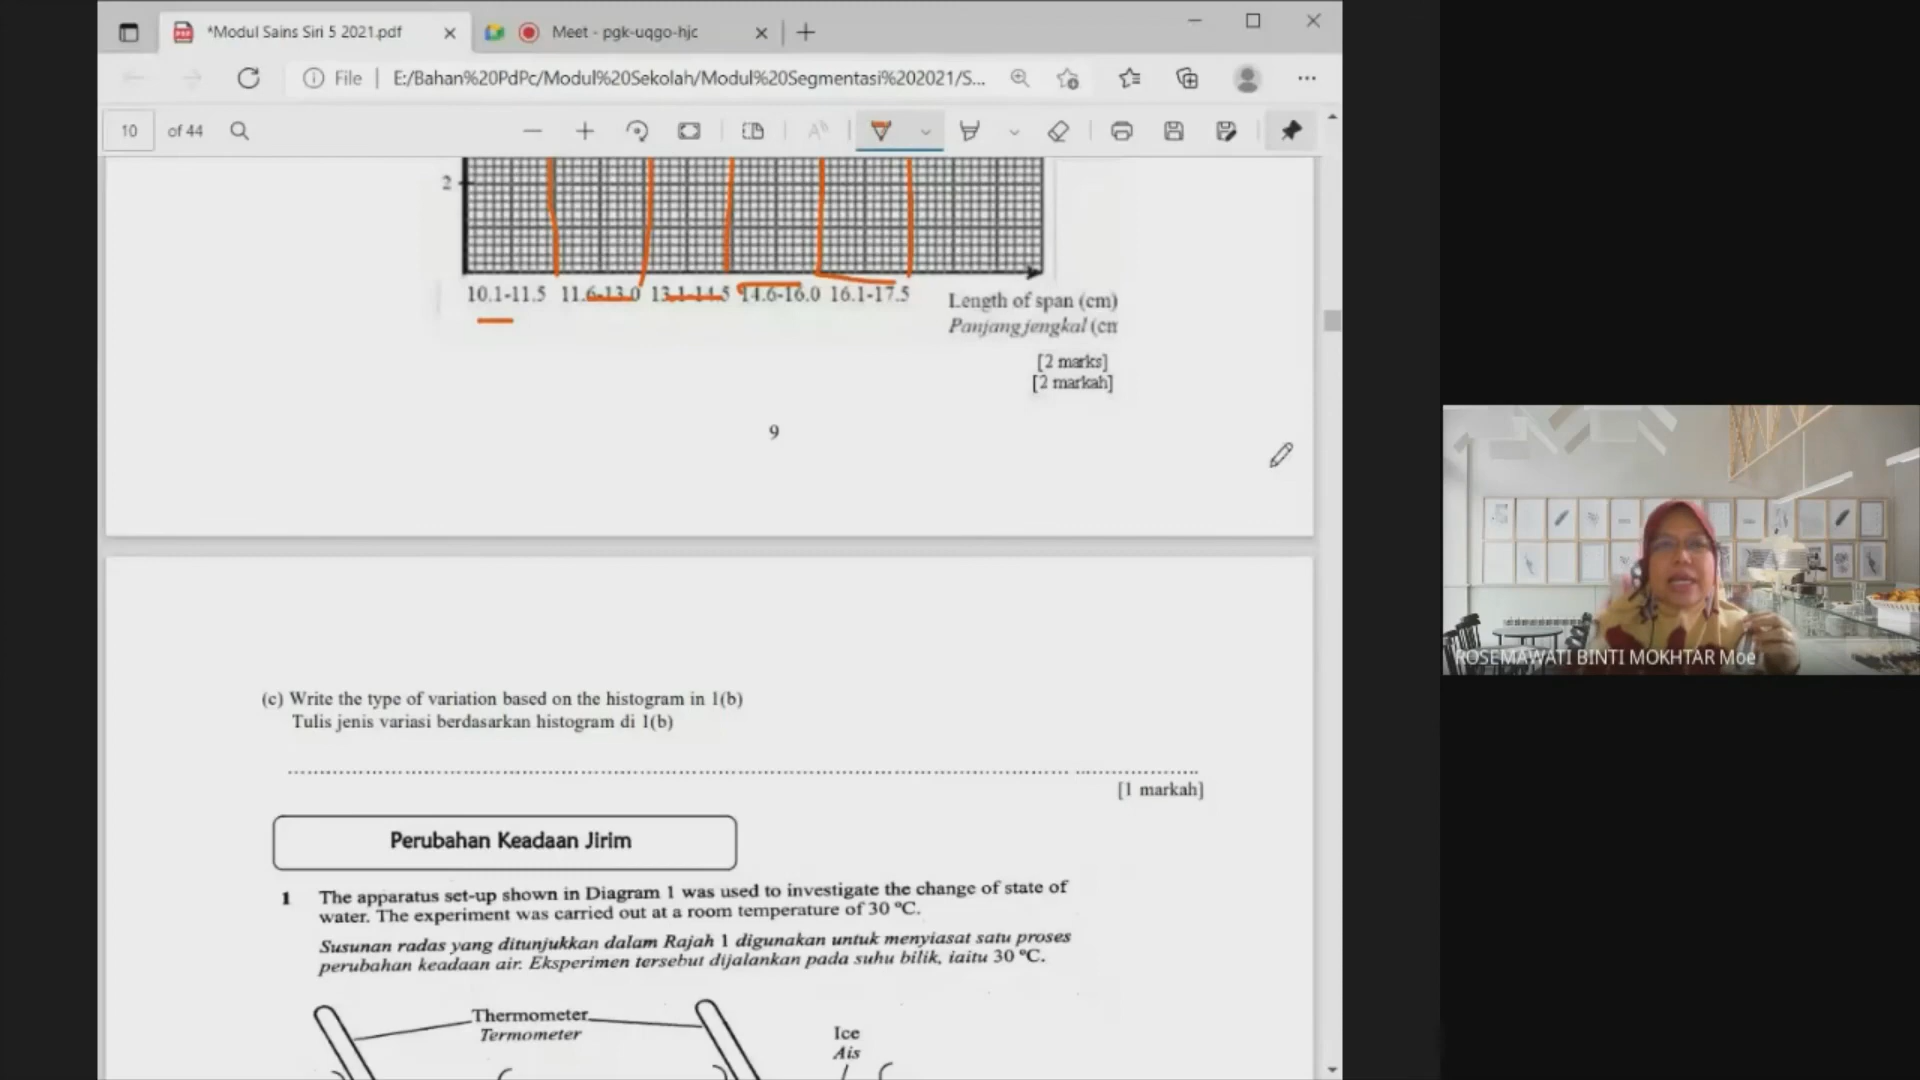 *Modul Sains Siri 5 2021.pdf
Meet - pgk-uqgo-hjc
File
E:/Bahan%20PdPc/Modul%20Sekolah/Modul%20Segmentasi%202021/S...
10 of 44
2
10.1-11.5 11.6-13.0 13.1-14.5 14.6-16.0 16.1-17.5
Length of span (cm)
Panjang jengkal (cm
[2 marks]
[2 markah]
9
(c) Write the type of variation based on the histogram in 1(b)
Tulis jenis variasi berdasarkan histogram di 1(b)
[1 markah]
Perubahan Keadaan Jirim
1 The apparatus set-up shown in Diagram 1 was used to investigate the change of state of
water. The experiment was carried out at a room temperature of 30 °C.
Susunan radas yang ditunjukkan dalam Rajah 1 digunakan untuk menyiasat satu proses
perubahan keadaan air. Eksperimen tersebut dijalankan pada suhu bilik, iaitu 30 °C.
Thermometer
Termometer
Ice
Ais
ROSEMAWATI BINTI MOKHTAR Moe